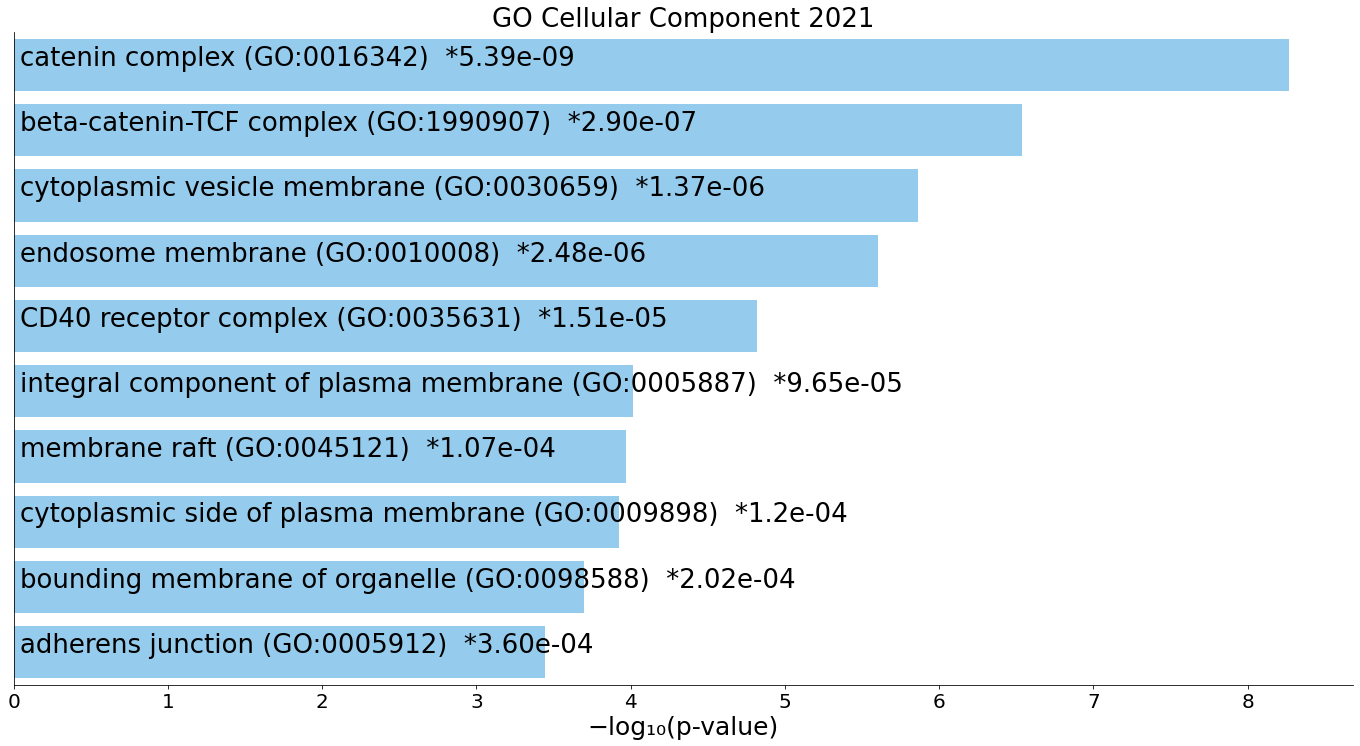 GO Cellular Component 2021
catenin complex (GO:0016342)  *5.39e-09
beta-catenin-TCF complex (GO:1990907)  *2.90e-07
cytoplasmic vesicle membrane (GO:0030659)  *1.37e-06
endosome membrane (GO:0010008)  *2.48e-06
CD40 receptor complex (GO:0035631)  *1.51e-05
integral component of plasma membrane (GO:0005887)  *9.65e-05
membrane raft (GO:0045121)  *1.07e-04
cytoplasmic side of plasma membrane (GO:0009898)  *1.2e-04
bounding membrane of organelle (GO:0098588)  *2.02e-04
adherens junction (GO:0005912)  *3.60e-04
0 1 2 3 4 5 6 7 8
−log₁₀(p-value)